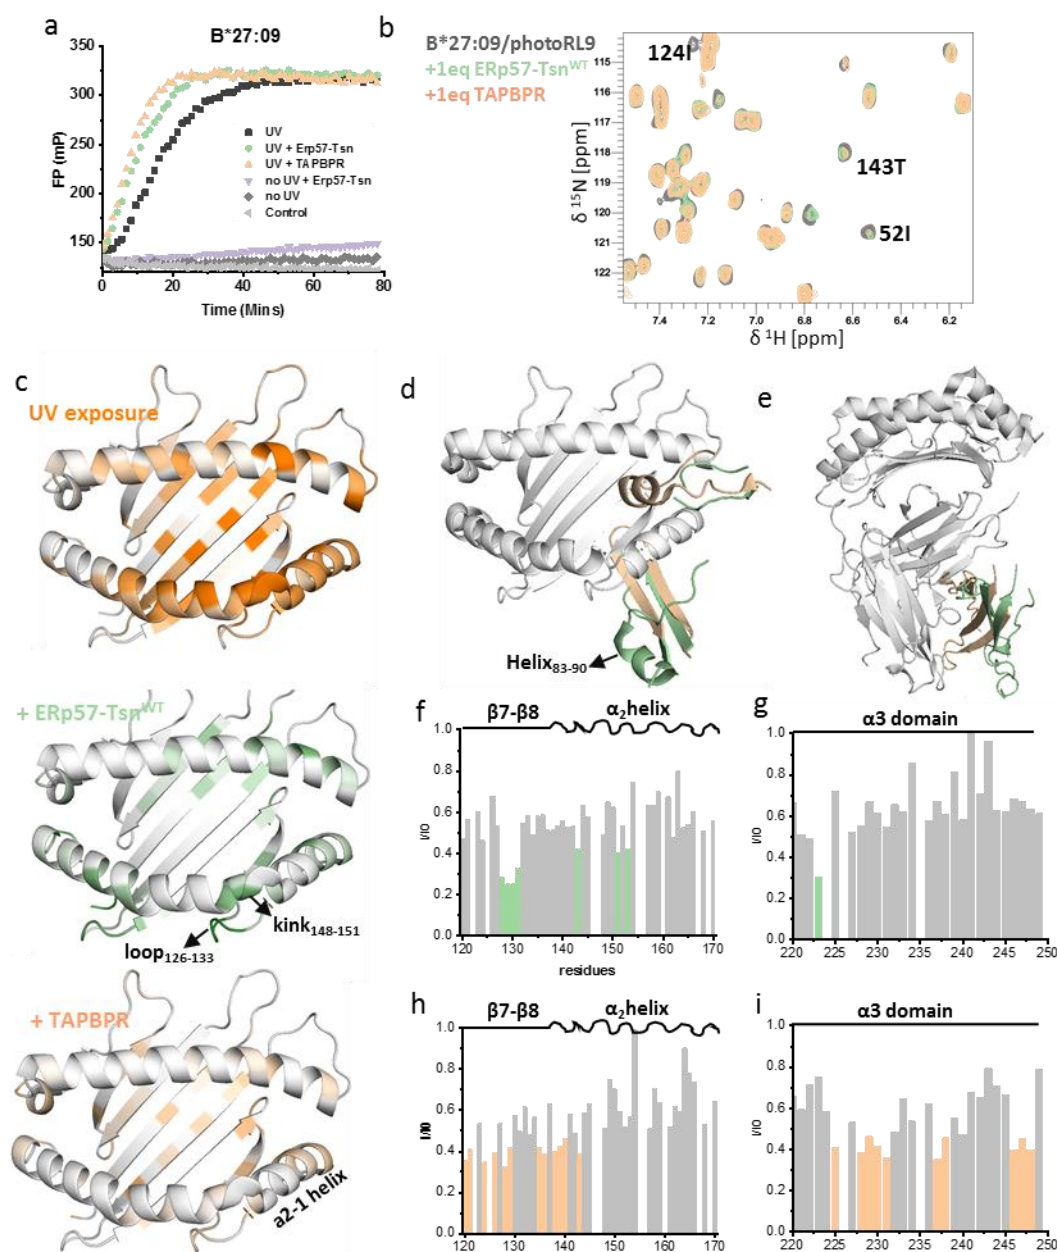 a
B*27:09
350
300
250
200
150
FP (mP)
UV
UV + Erp57-Tsn
UV + TAPBPR
no UV + Erp57-Tsn
no UV
Control
0
20
40
60
80
Time (Mins)
b
B*27:09/photoRL9
+1eq ERp57-Tsn^WT
+1eq TAPBPR
124I
143T
52I
115
116
117
118
119
120
121
122
δ ¹⁵N [ppm]
7.4
7.2
7.0
6.8
6.6
6.4
6.2
δ ¹H [ppm]
c
UV exposure
+ ERp57-Tsn^WT
kink₁₄₈₋₁₅₁
loop₁₂₆₋₁₃₃
+ TAPBPR
a2-1 helix
d
Helix₈₃₋₉₀
e
f
β7-β8
α₂helix
1.0
0.8
0.6
0.4
0.2
0.0
I/I0
120
130
140
150
160
170
residues
g
α3 domain
1.0
0.8
0.6
0.4
0.2
0.0
I/I0
220
225
230
235
240
245
250
h
β7-β8
α₂helix
1.0
0.8
0.6
0.4
0.2
0.0
I/I0
120
130
140
150
160
170
i
α3 domain
1.0
0.8
0.6
0.4
0.2
0.0
I/I0
220
225
230
235
240
245
250